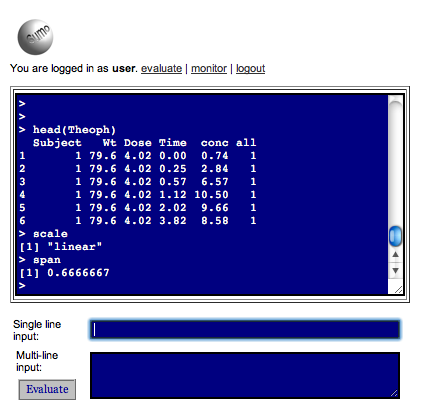 sumo
You are logged in as user. evaluate | monitor | logout
>
>
> head(Theoph)
  Subject   Wt Dose Time  conc all
1       1 79.6 4.02 0.00  0.74   1
2       1 79.6 4.02 0.25  2.84   1
3       1 79.6 4.02 0.57  6.57   1
4       1 79.6 4.02 1.12 10.50   1
5       1 79.6 4.02 2.02  9.66   1
6       1 79.6 4.02 3.82  8.58   1
> scale
[1] "linear"
> span
[1] 0.6666667
>
Single line
input:
Multi-line
input:
Evaluate